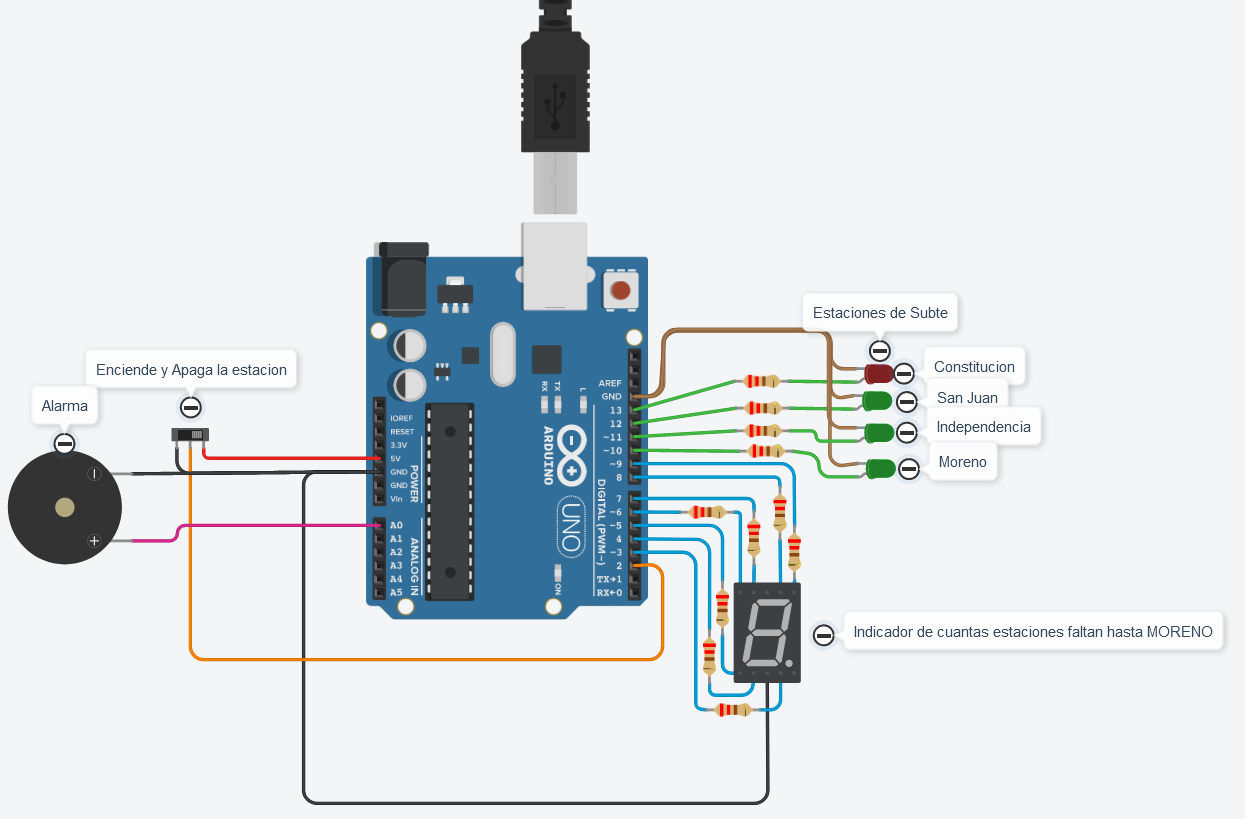 Estaciones de Subte
Constitucion
San Juan
Independencia
Moreno
Enciende y Apaga la estacion
Alarma
Indicador de cuantas estaciones faltan hasta MORENO
RX
TX
L
AREF
GND
13
12
~11
~10
~9
8
7
~6
~5
4
~3
2
TX→1
RX←0
DIGITAL (PWM~)
ARDUINO
UNO
ON
IOREF
RESET
3.3V
5V
GND
GND
Vin
POWER
A0
A1
A2
A3
A4
A5
ANALOG IN